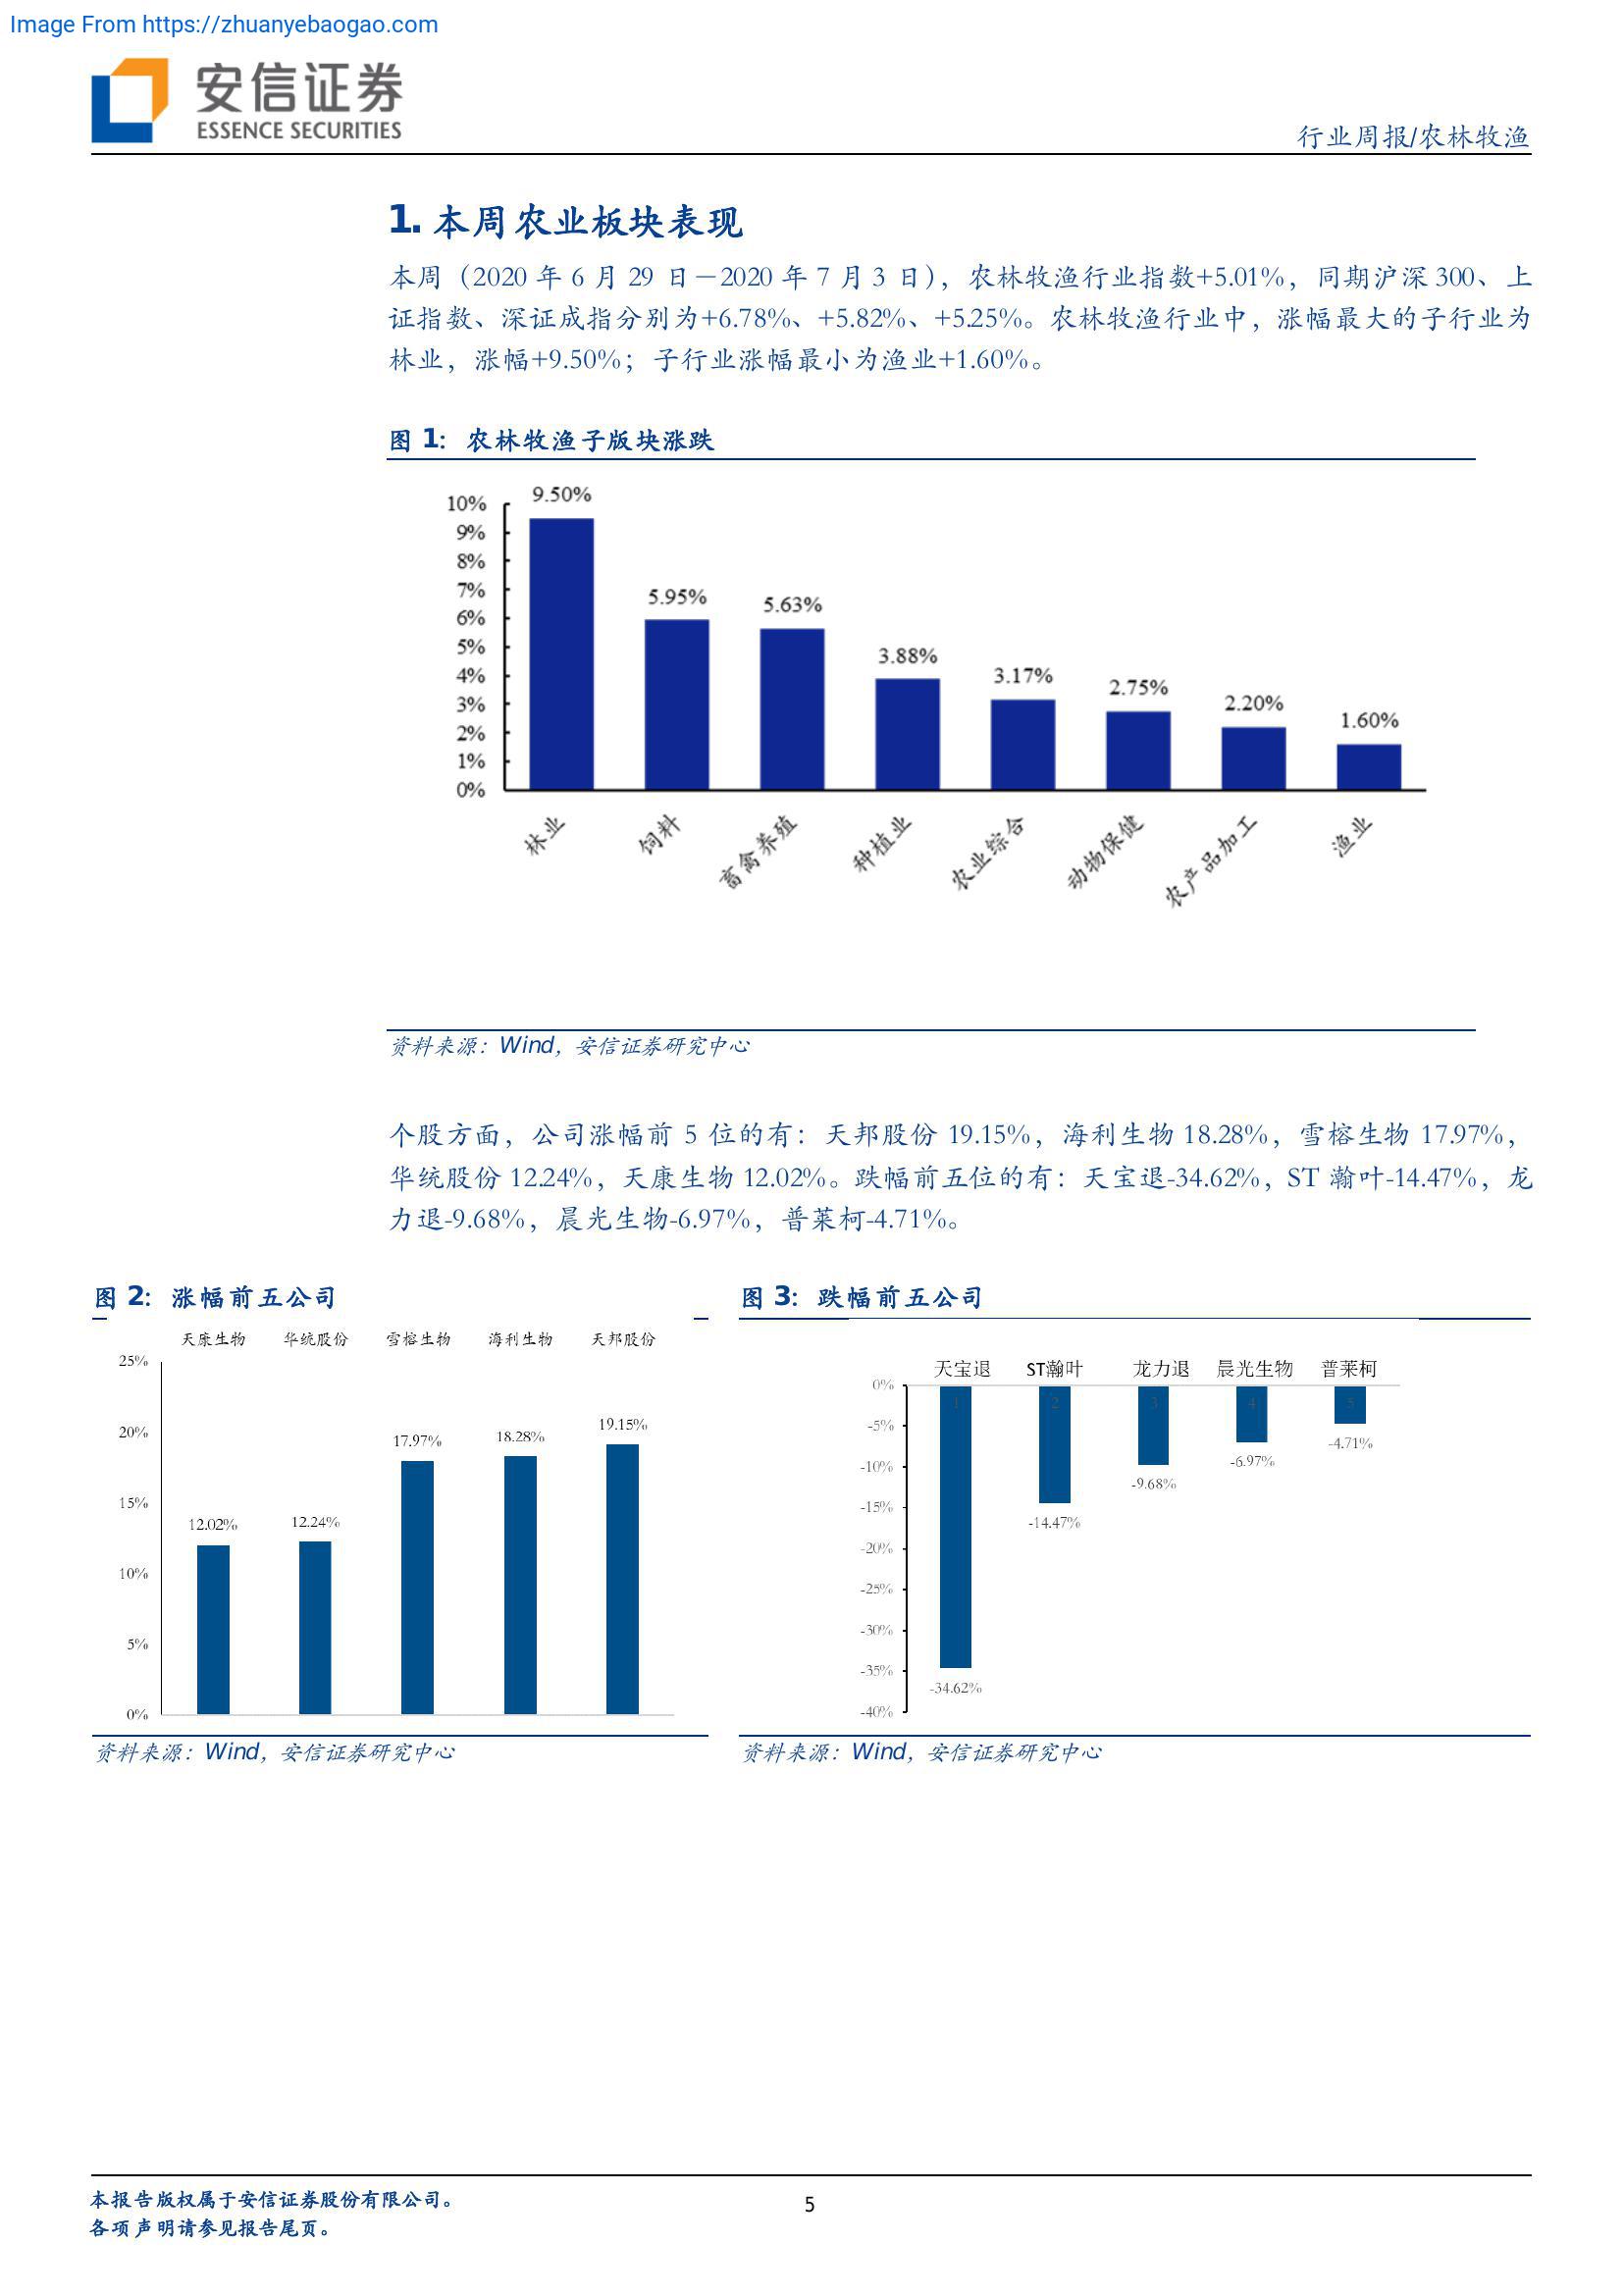 Image From https://zhuanyebaogao.com
安信证券
ESSENCE SECURITIES
行业周报/农林牧渔
1. 本周农业板块表现
本周（2020 年 6 月 29 日－2020 年 7 月 3 日），农林牧渔行业指数+5.01%，同期沪深 300、上
证指数、深证成指分别为+6.78%、+5.82%、+5.25%。农林牧渔行业中，涨幅最大的子行业为
林业，涨幅+9.50%；子行业涨幅最小为渔业+1.60%。
图 1：农林牧渔子版块涨跌
10%
9%
8%
7%
6%
5%
4%
3%
2%
1%
0%
9.50%
5.95%
5.63%
3.88%
3.17%
2.75%
2.20%
1.60%
林业
饲料
畜禽养殖
种植业
农业综合
动物保健
农产品加工
渔业
资料来源：Wind，安信证券研究中心
个股方面，公司涨幅前 5 位的有：天邦股份 19.15%，海利生物 18.28%，雪榕生物 17.97%，
华统股份 12.24%，天康生物 12.02%。跌幅前五位的有：天宝退-34.62%，ST 瀚叶-14.47%，龙
力退-9.68%，晨光生物-6.97%，普莱柯-4.71%。
图 2：涨幅前五公司
天康生物 华统股份 雪榕生物 海利生物 天邦股份
25%
20%
15%
10%
5%
0%
12.02%
12.24%
17.97%
18.28%
19.15%
资料来源：Wind，安信证券研究中心
图 3：跌幅前五公司
天宝退 ST瀚叶 龙力退 晨光生物 普莱柯
0%
-5%
-10%
-15%
-20%
-25%
-30%
-35%
-40%
1 2 3 4 5
-34.62%
-14.47%
-9.68%
-6.97%
-4.71%
资料来源：Wind，安信证券研究中心
本报告版权属于安信证券股份有限公司。
各项声明请参见报告尾页。
5